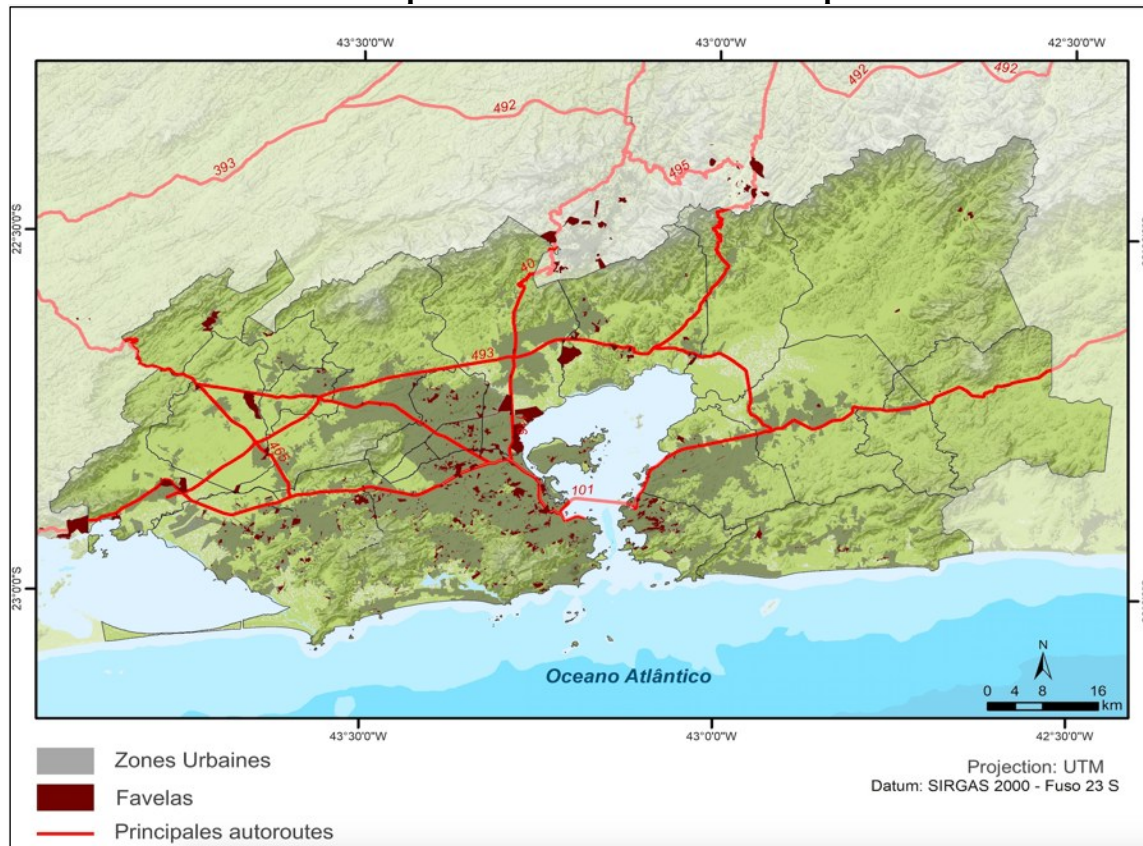 43°30'0"W 43°0'0"W 42°30'0"W
492
492
492
393
495
22°30'0"S
40
493
465
101
23°0'0"S
Oceano Atlântico
N
0 4 8 16
km
43°30'0"W 43°0'0"W 42°30'0"W
Zones Urbaines
Favelas
Principales autoroutes
Projection: UTM
Datum: SIRGAS 2000 - Fuso 23 S